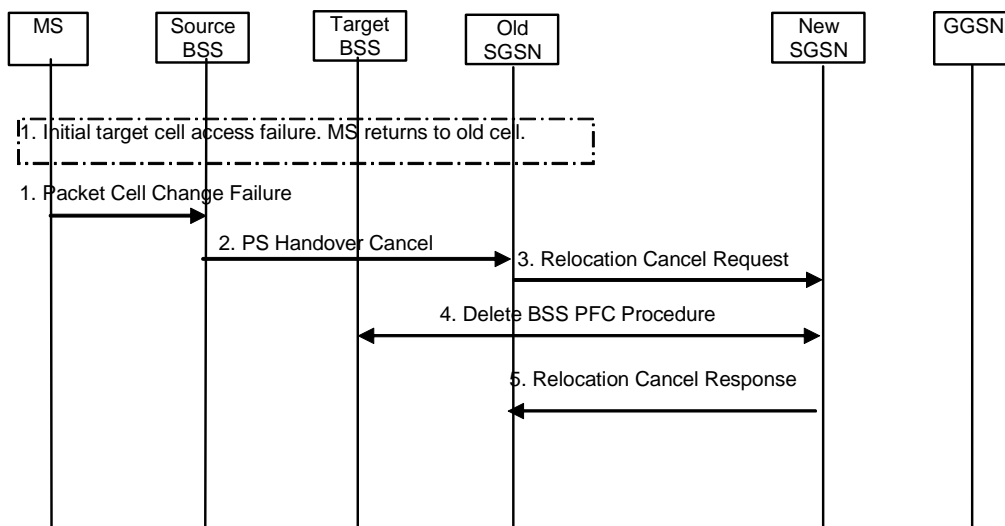 MS
Source
BSS
Target
BSS
Old
SGSN
New
SGSN
GGSN
1. Initial target cell access failure. MS returns to old cell.
1. Packet Cell Change Failure
2. PS Handover Cancel
3. Relocation Cancel Request
4. Delete BSS PFC Procedure
5. Relocation Cancel Response